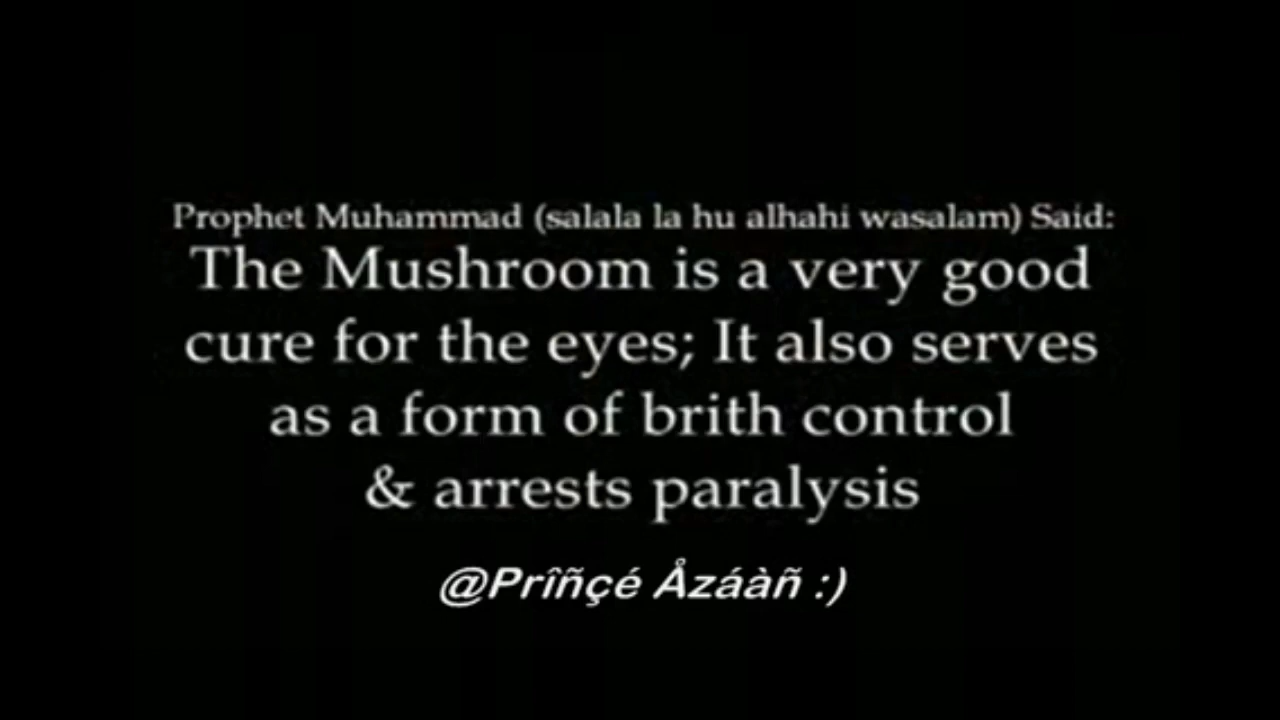 Prophet Muhammad (salala la hu alhahi wasalam) Said:
The Mushroom is a very good
cure for the eyes; It also serves
as a form of brith control
& arrests paralysis
@Prîñçé Åzáàñ :)